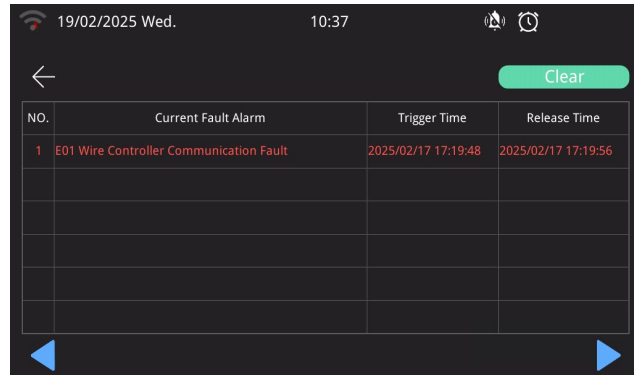 19/02/2025 Wed. 10:37
Clear
NO. Current Fault Alarm Trigger Time Release Time
1 E01 Wire Controller Communication Fault 2025/02/17 17:19:48 2025/02/17 17:19:56